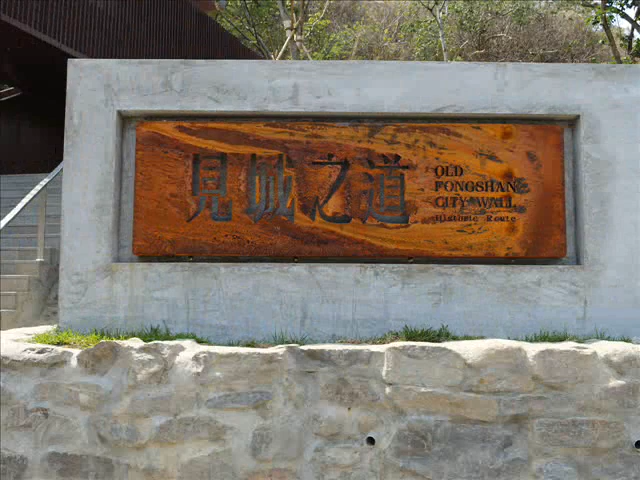 見城之道
OLD
FONGSHAN
CITY WALL
Historic Route